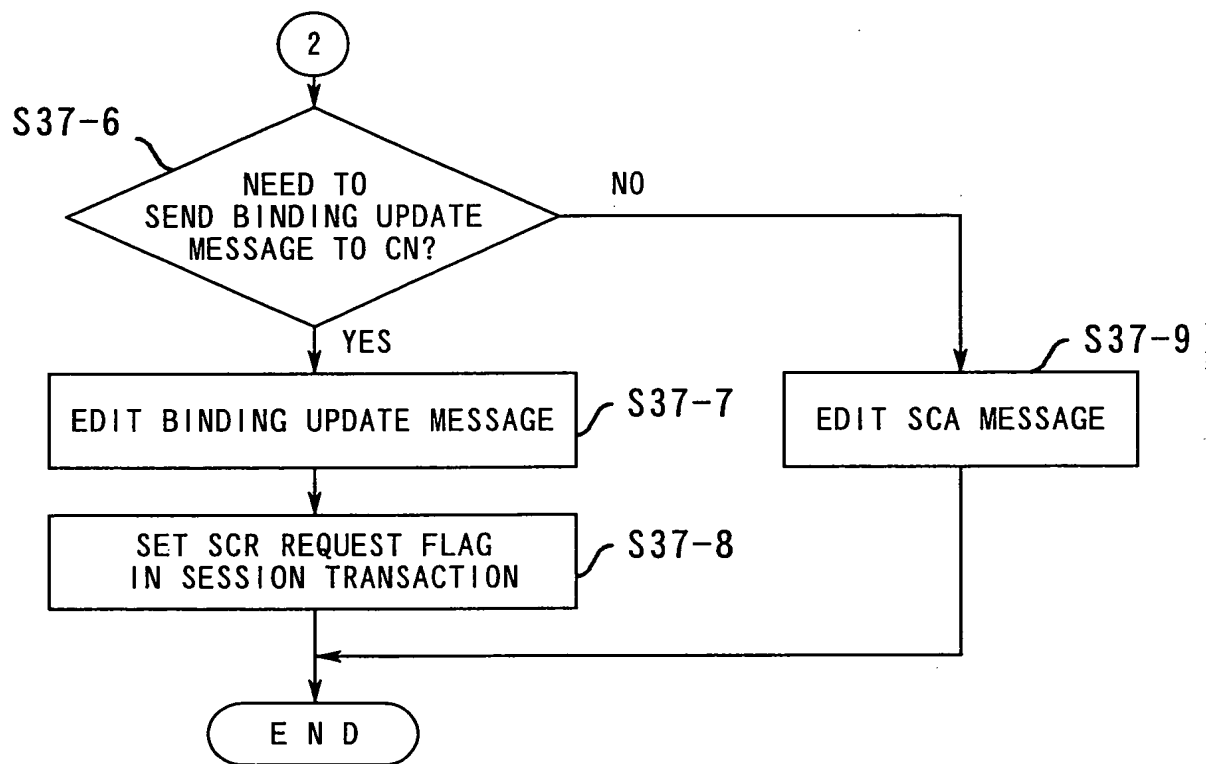 2
S37-6
NEED TO
SEND BINDING UPDATE
MESSAGE TO CN?
NO
YES
S37-9
EDIT BINDING UPDATE MESSAGE
S37-7
EDIT SCA MESSAGE
SET SCR REQUEST FLAG
IN SESSION TRANSACTION
S37-8
END